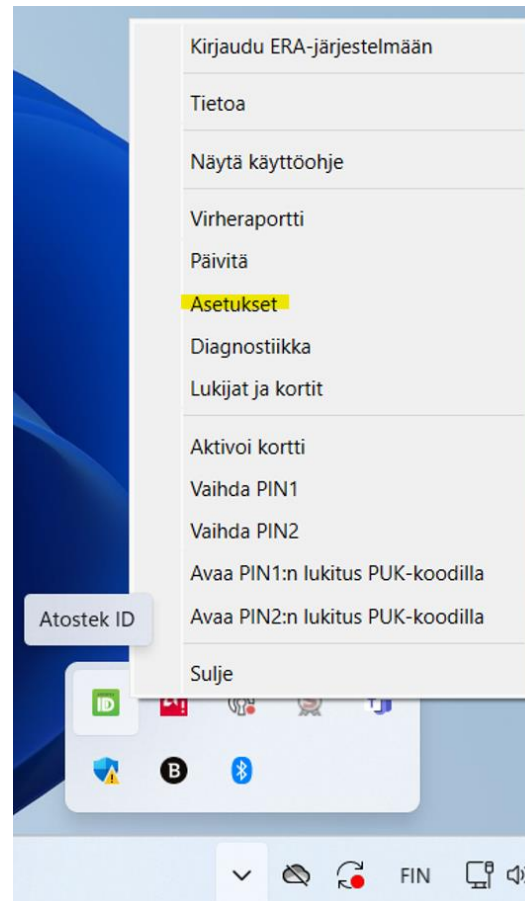 Kirjaudu ERA-järjestelmään
Tietoa
Näytä käyttöohje
Virheraportti
Päivitä
Asetukset
Diagnostiikka
Lukijat ja kortit
Aktivoi kortti
Vaihda PIN1
Vaihda PIN2
Avaa PIN1:n lukitus PUK-koodilla
Atostek ID
Avaa PIN2:n lukitus PUK-koodilla
Sulje
ID
B
FIN